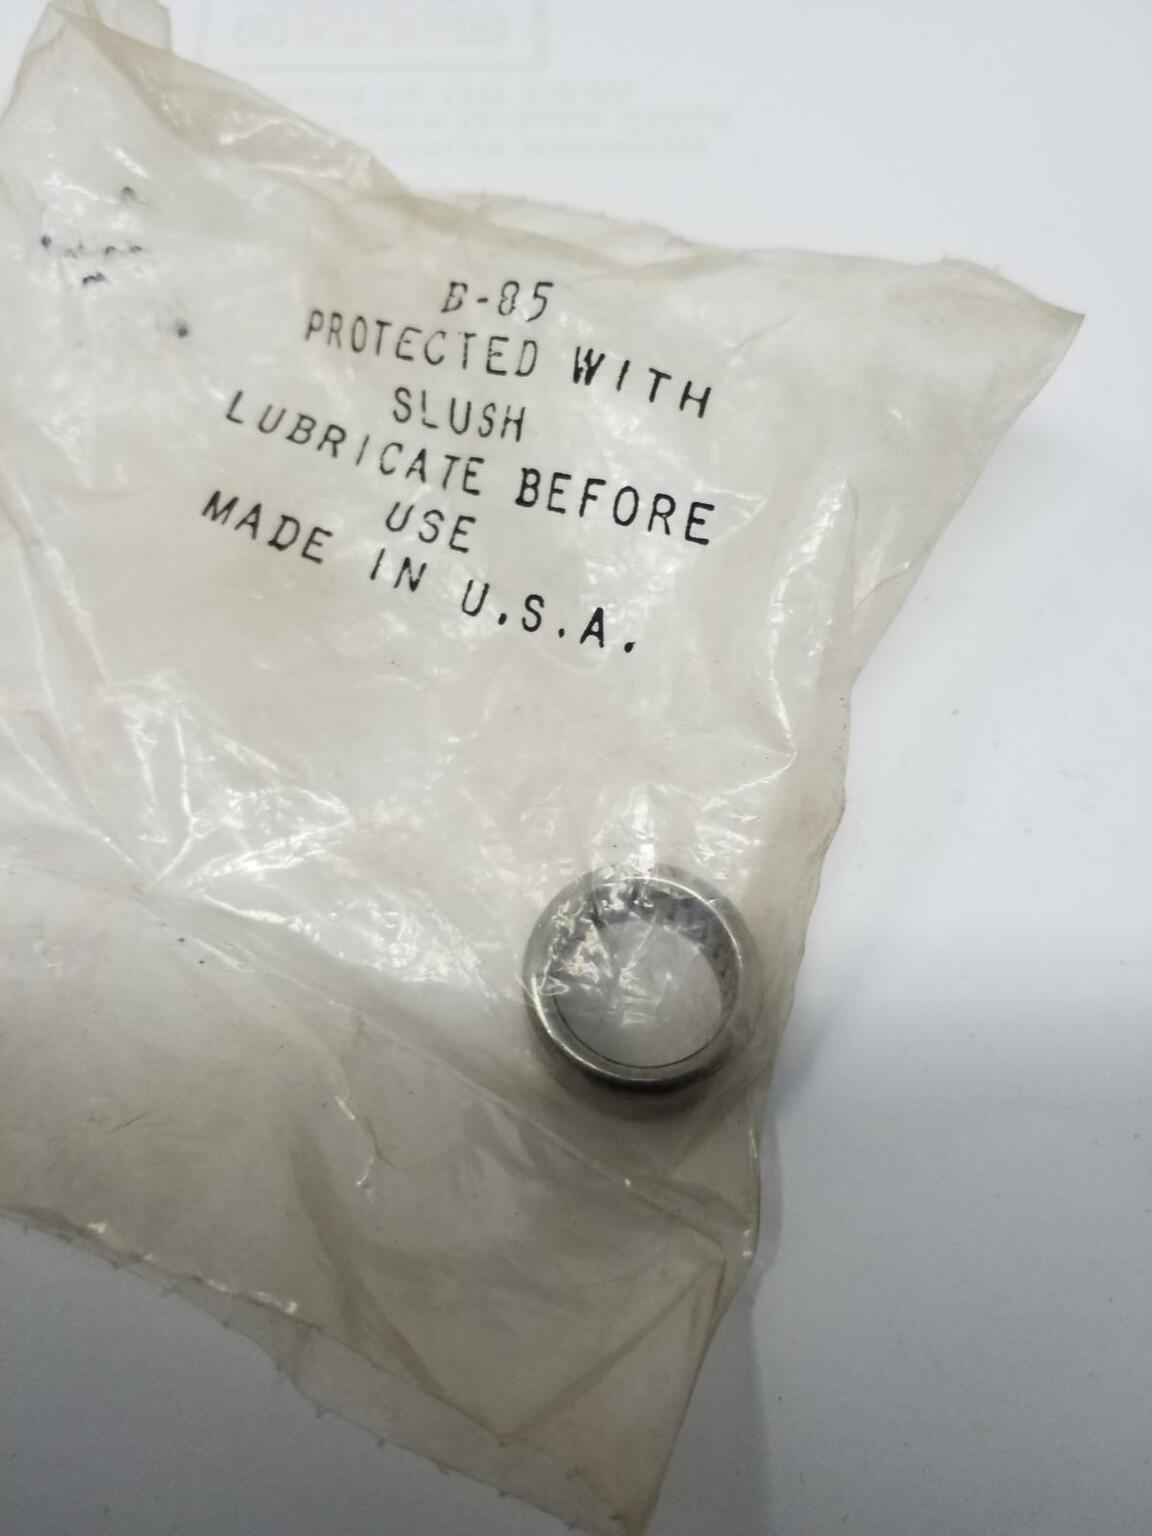 B-85
PROTECTED WITH
SLUSH
LUBRICATE BEFORE
USE
MADE IN U.S.A.